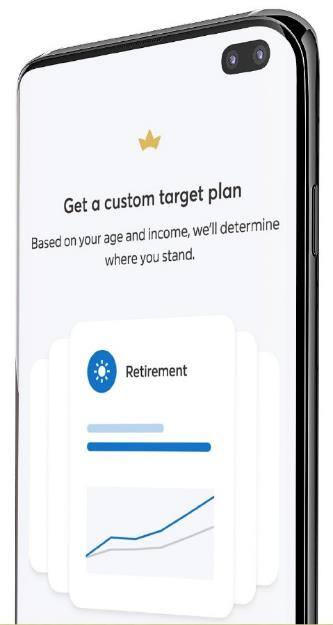 Get a custom target plan
Based on your age and income, we'll determine
where you stand.
Retirement